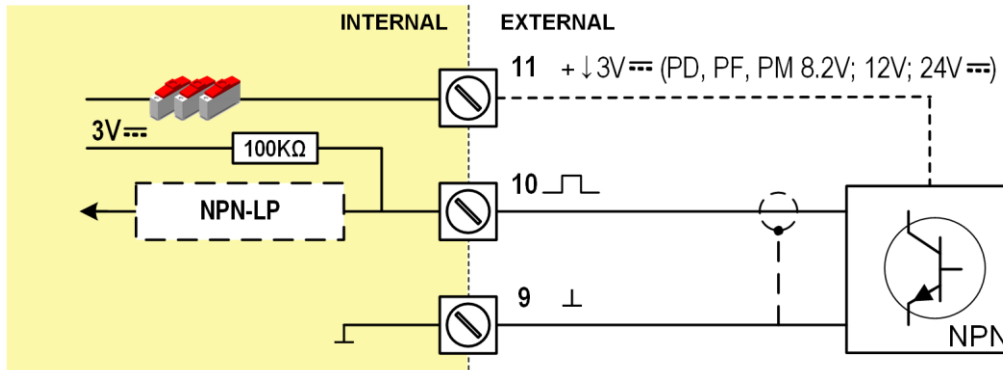 INTERNAL EXTERNAL
11 + ↓ 3V⎓ (PD, PF, PM 8.2V; 12V; 24V⎓)
3V⎓
100KΩ
10
NPN-LP
9 ⊥
NPN